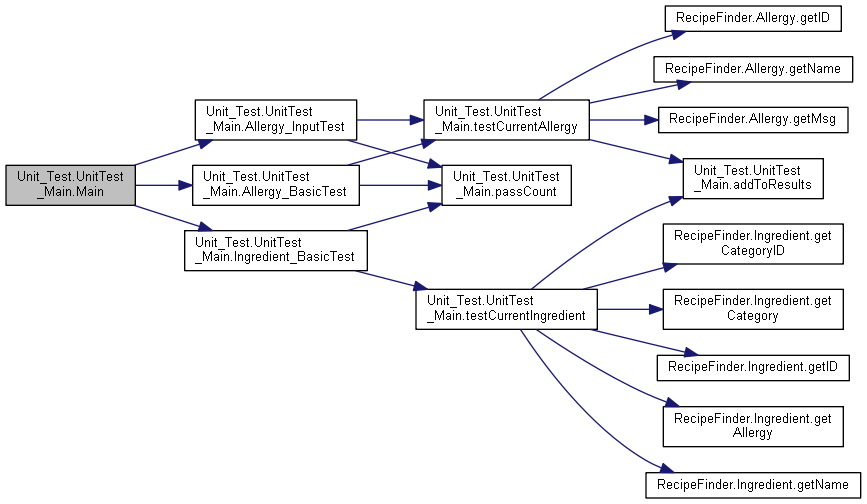 Unit_Test.UnitTest
_Main.Main
Unit_Test.UnitTest
_Main.Allergy_InputTest
Unit_Test.UnitTest
_Main.Allergy_BasicTest
Unit_Test.UnitTest
_Main.Ingredient_BasicTest
Unit_Test.UnitTest
_Main.testCurrentAllergy
Unit_Test.UnitTest
_Main.passCount
Unit_Test.UnitTest
_Main.testCurrentIngredient
RecipeFinder.Allergy.getID
RecipeFinder.Allergy.getName
RecipeFinder.Allergy.getMsg
Unit_Test.UnitTest
_Main.addToResults
RecipeFinder.Ingredient.get
CategoryID
RecipeFinder.Ingredient.get
Category
RecipeFinder.Ingredient.getID
RecipeFinder.Ingredient.get
Allergy
RecipeFinder.Ingredient.getName